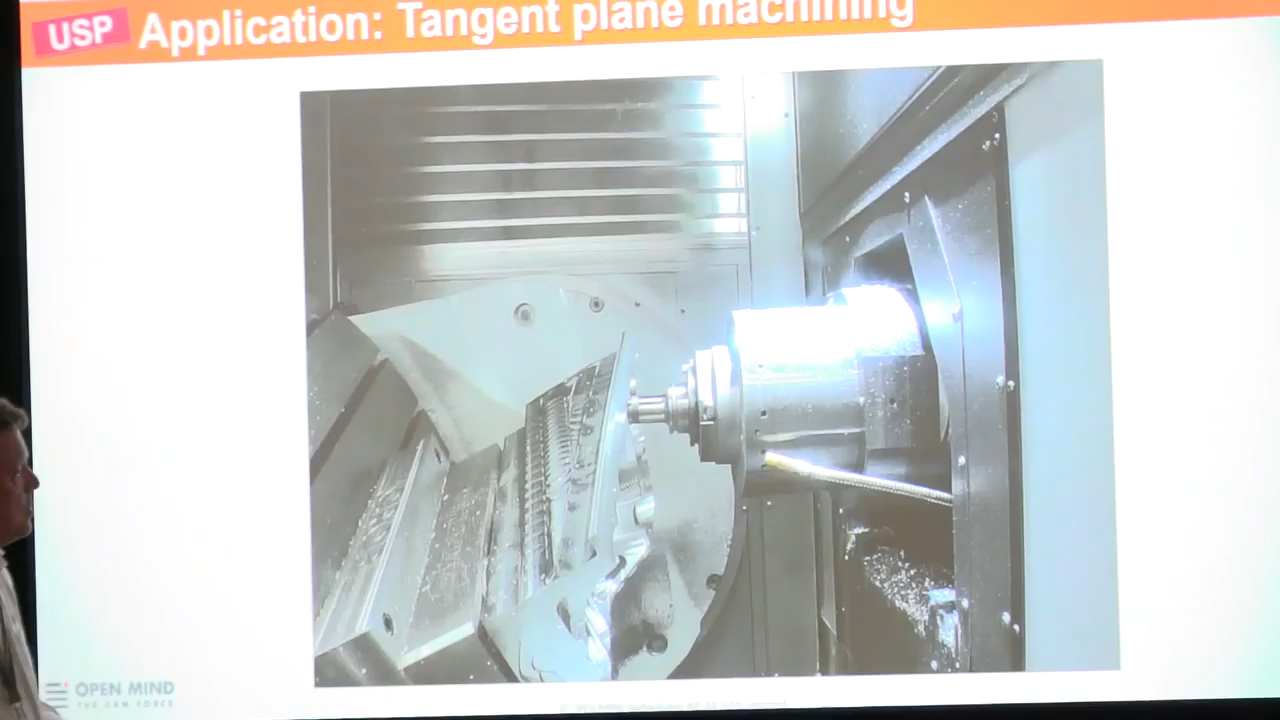 USP Application: Tangent plane machining
OPEN MIND
THE CAM FORCE